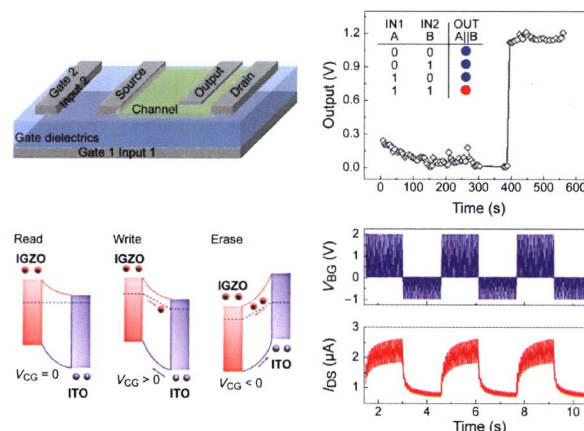 Gate 2
Input 2
Source
Output
Drain
Channel
Gate dielectrics
Gate 1 Input 1
IN1 IN2 OUT
A B A||B
0 0
0 1
1 0
1 1
Output (V)
1.2
0.9
0.6
0.3
0.0
0 100 200 300 400 500 600
Time (s)
Read Write Erase
IGZO IGZO IGZO
V_CG = 0 V_CG > 0 V_CG < 0
ITO ITO ITO
V_BG
2
1
0
−1
I_DS (μA)
3
2
1
2 4 6 8 10
Time (s)